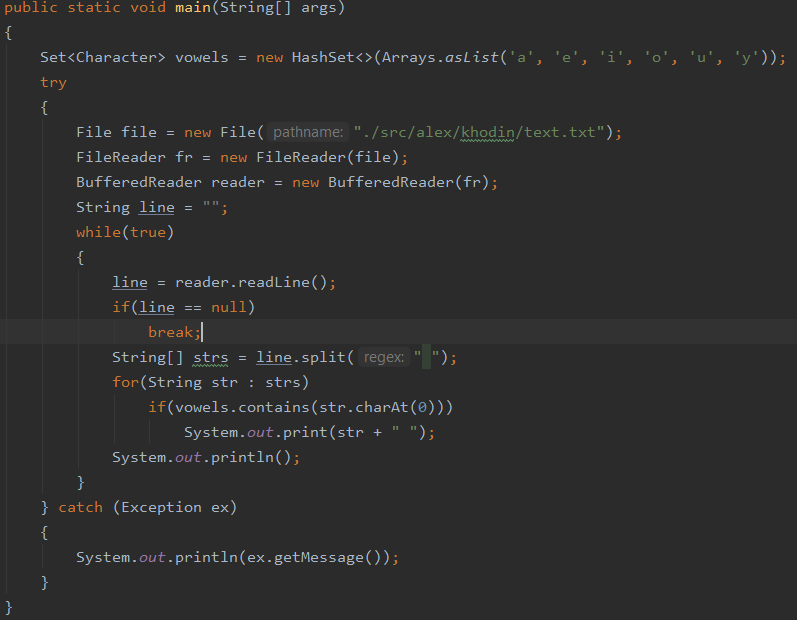 public static void main(String[] args)
{
    Set<Character> vowels = new HashSet<>(Arrays.asList('a', 'e', 'i', 'o', 'u', 'y'));
    try
    {
        File file = new File( pathname: "./src/alex/khodin/text.txt");
        FileReader fr = new FileReader(file);
        BufferedReader reader = new BufferedReader(fr);
        String line = "";
        while(true)
        {
            line = reader.readLine();
            if(line == null)
                break;
            String[] strs = line.split( regex: " ");
            for(String str : strs)
                if(vowels.contains(str.charAt(0)))
                    System.out.print(str + " ");
            System.out.println();
        }
    } catch (Exception ex)
    {
        System.out.println(ex.getMessage());
    }
}